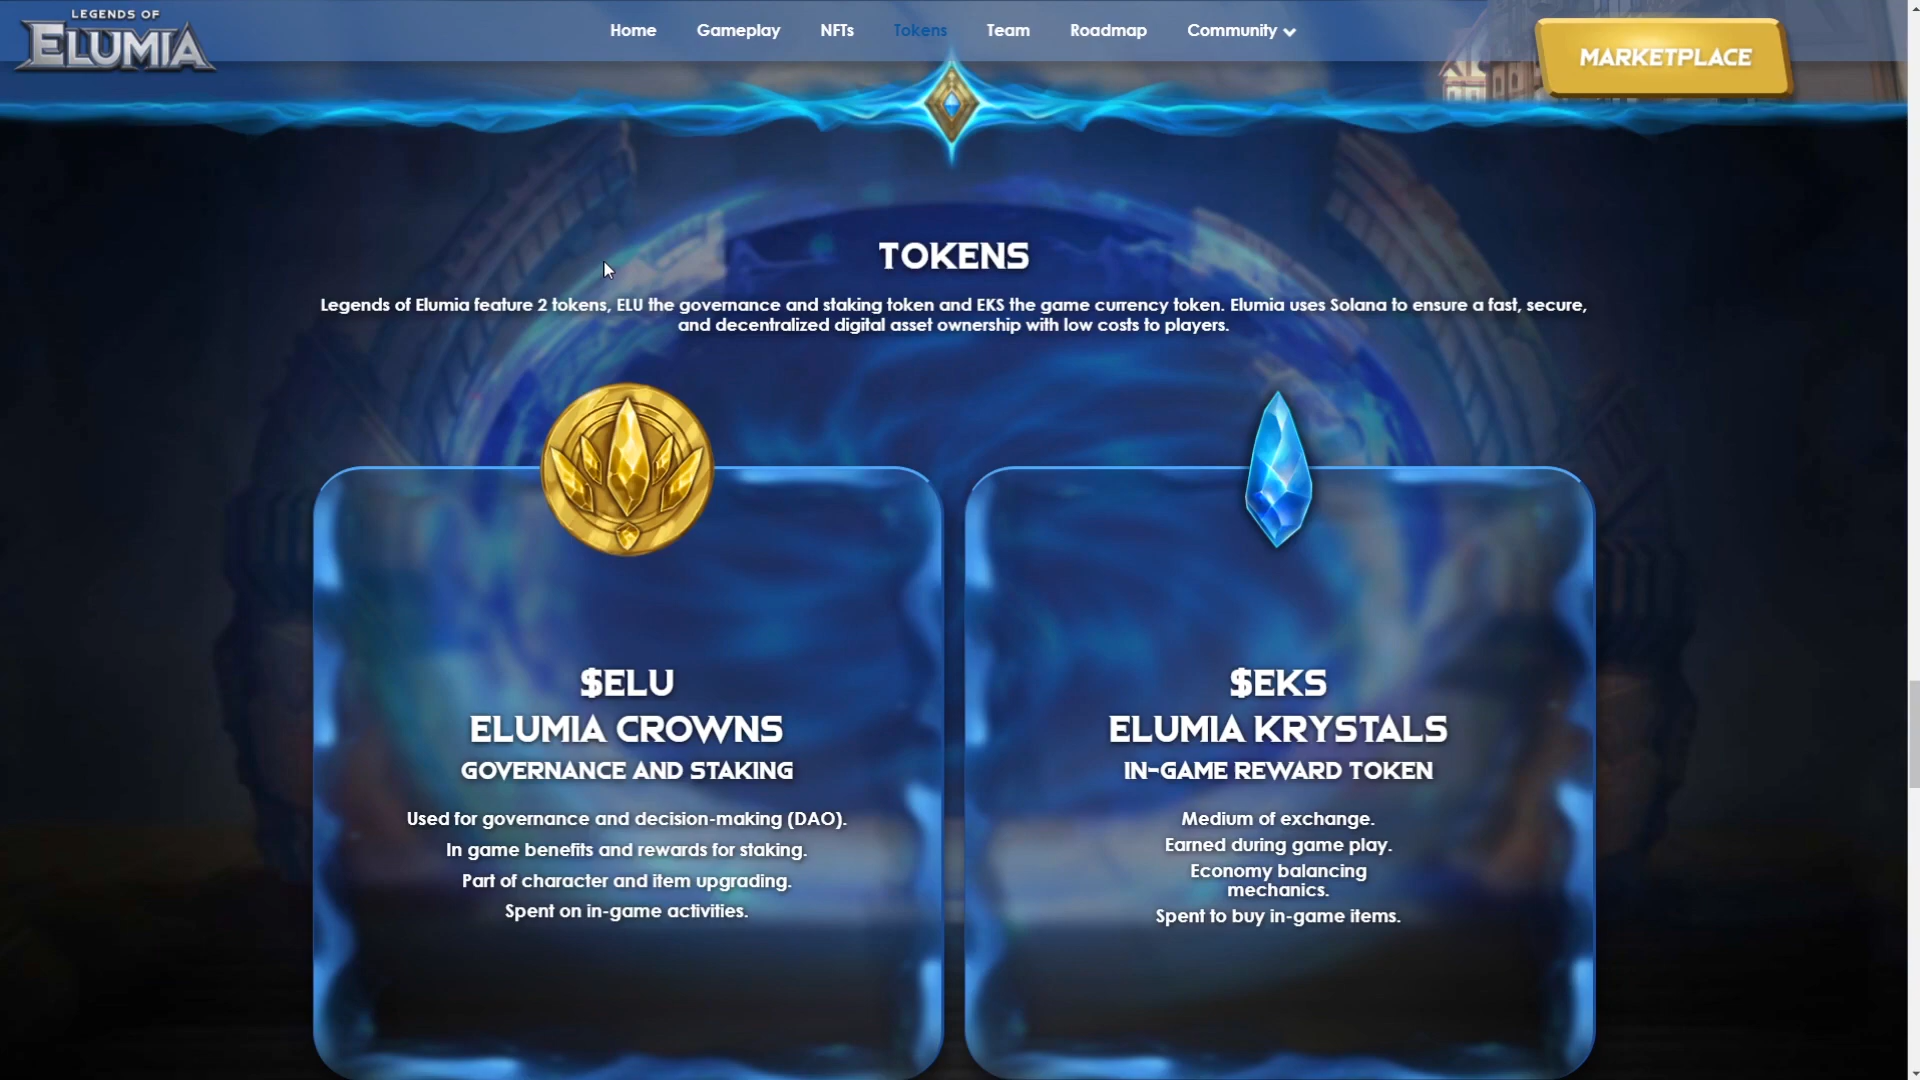 LEGENDS OF
ELUMIA
Home Gameplay NFTs Tokens Team Roadmap Community
MARKETPLACE
TOKENS
Legends of Elumia feature 2 tokens, ELU the governance and staking token and EKS the game currency token. Elumia uses Solana to ensure a fast, secure,
and decentralized digital asset ownership with low costs to players.
$ELU
ELUMIA CROWNS
GOVERNANCE AND STAKING
Used for governance and decision-making (DAO).
In game benefits and rewards for staking.
Part of character and item upgrading.
Spent on in-game activities.
$EKS
ELUMIA KRYSTALS
IN-GAME REWARD TOKEN
Medium of exchange.
Earned during game play.
Economy balancing
mechanics.
Spent to buy in-game items.